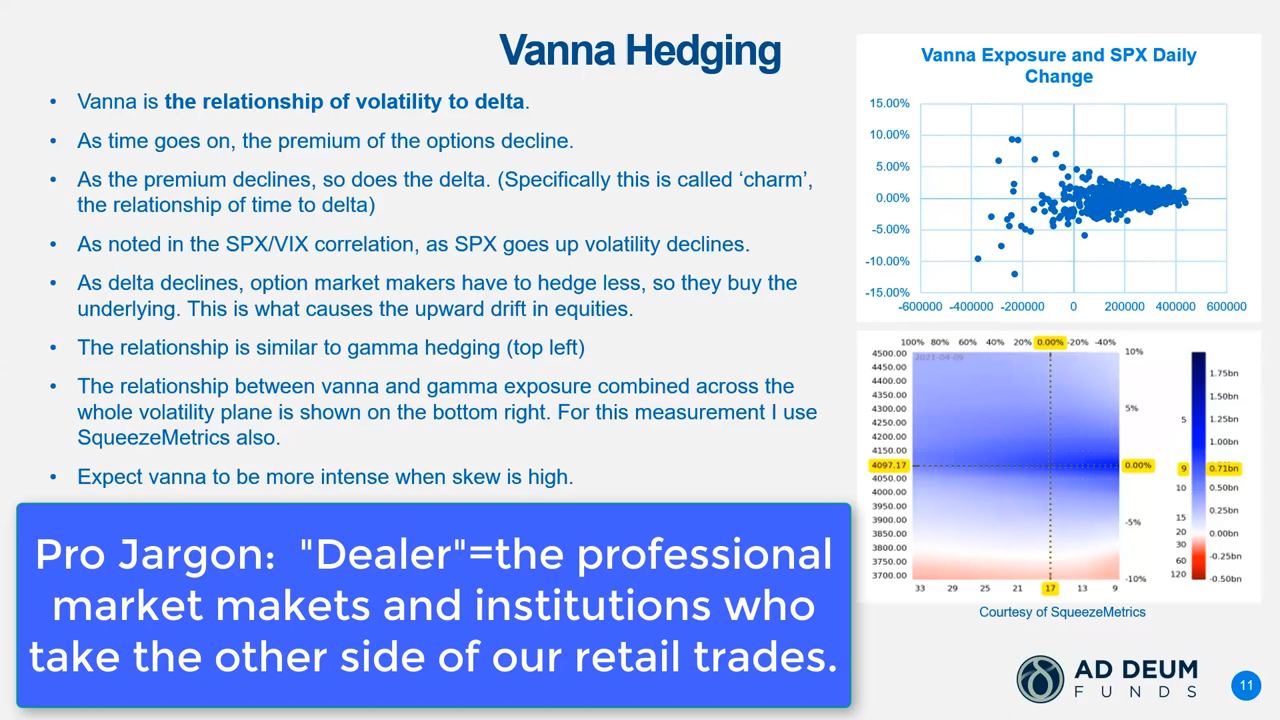 Vanna Hedging
• Vanna is the relationship of volatility to delta.
• As time goes on, the premium of the options decline.
• As the premium declines, so does the delta. (Specifically this is called ‘charm’,
the relationship of time to delta)
• As noted in the SPX/VIX correlation, as SPX goes up volatility declines.
• As delta declines, option market makers have to hedge less, so they buy the
underlying. This is what causes the upward drift in equities.
• The relationship is similar to gamma hedging (top left)
• The relationship between vanna and gamma exposure combined across the
whole volatility plane is shown on the bottom right. For this measurement I use
SqueezeMetrics also.
• Expect vanna to be more intense when skew is high.
Pro Jargon: "Dealer"=the professional
market makets and institutions who
take the other side of our retail trades.
Vanna Exposure and SPX Daily
Change
15.00%
10.00%
5.00%
0.00%
-5.00%
-10.00%
-15.00%
-600000 -400000 -200000 0 200000 400000 600000
100% 80% 60% 40% 20% 0.00% -20% -40%
2021-04-09
4500.00
4450.00
4400.00
4350.00
4300.00
4250.00
4200.00
4150.00
4097.17
4050.00
4000.00
3950.00
3900.00
3850.00
3800.00
3750.00
3700.00
33 29 25 21 17 13 9
10%
5%
0.00%
-5%
-10%
5
9
10
15
20
30
60
120
1.75bn
1.50bn
1.25bn
1.00bn
0.71bn
0.50bn
0.25bn
0.00bn
-0.25bn
-0.50bn
Courtesy of SqueezeMetrics
AD DEUM
FUNDS
11